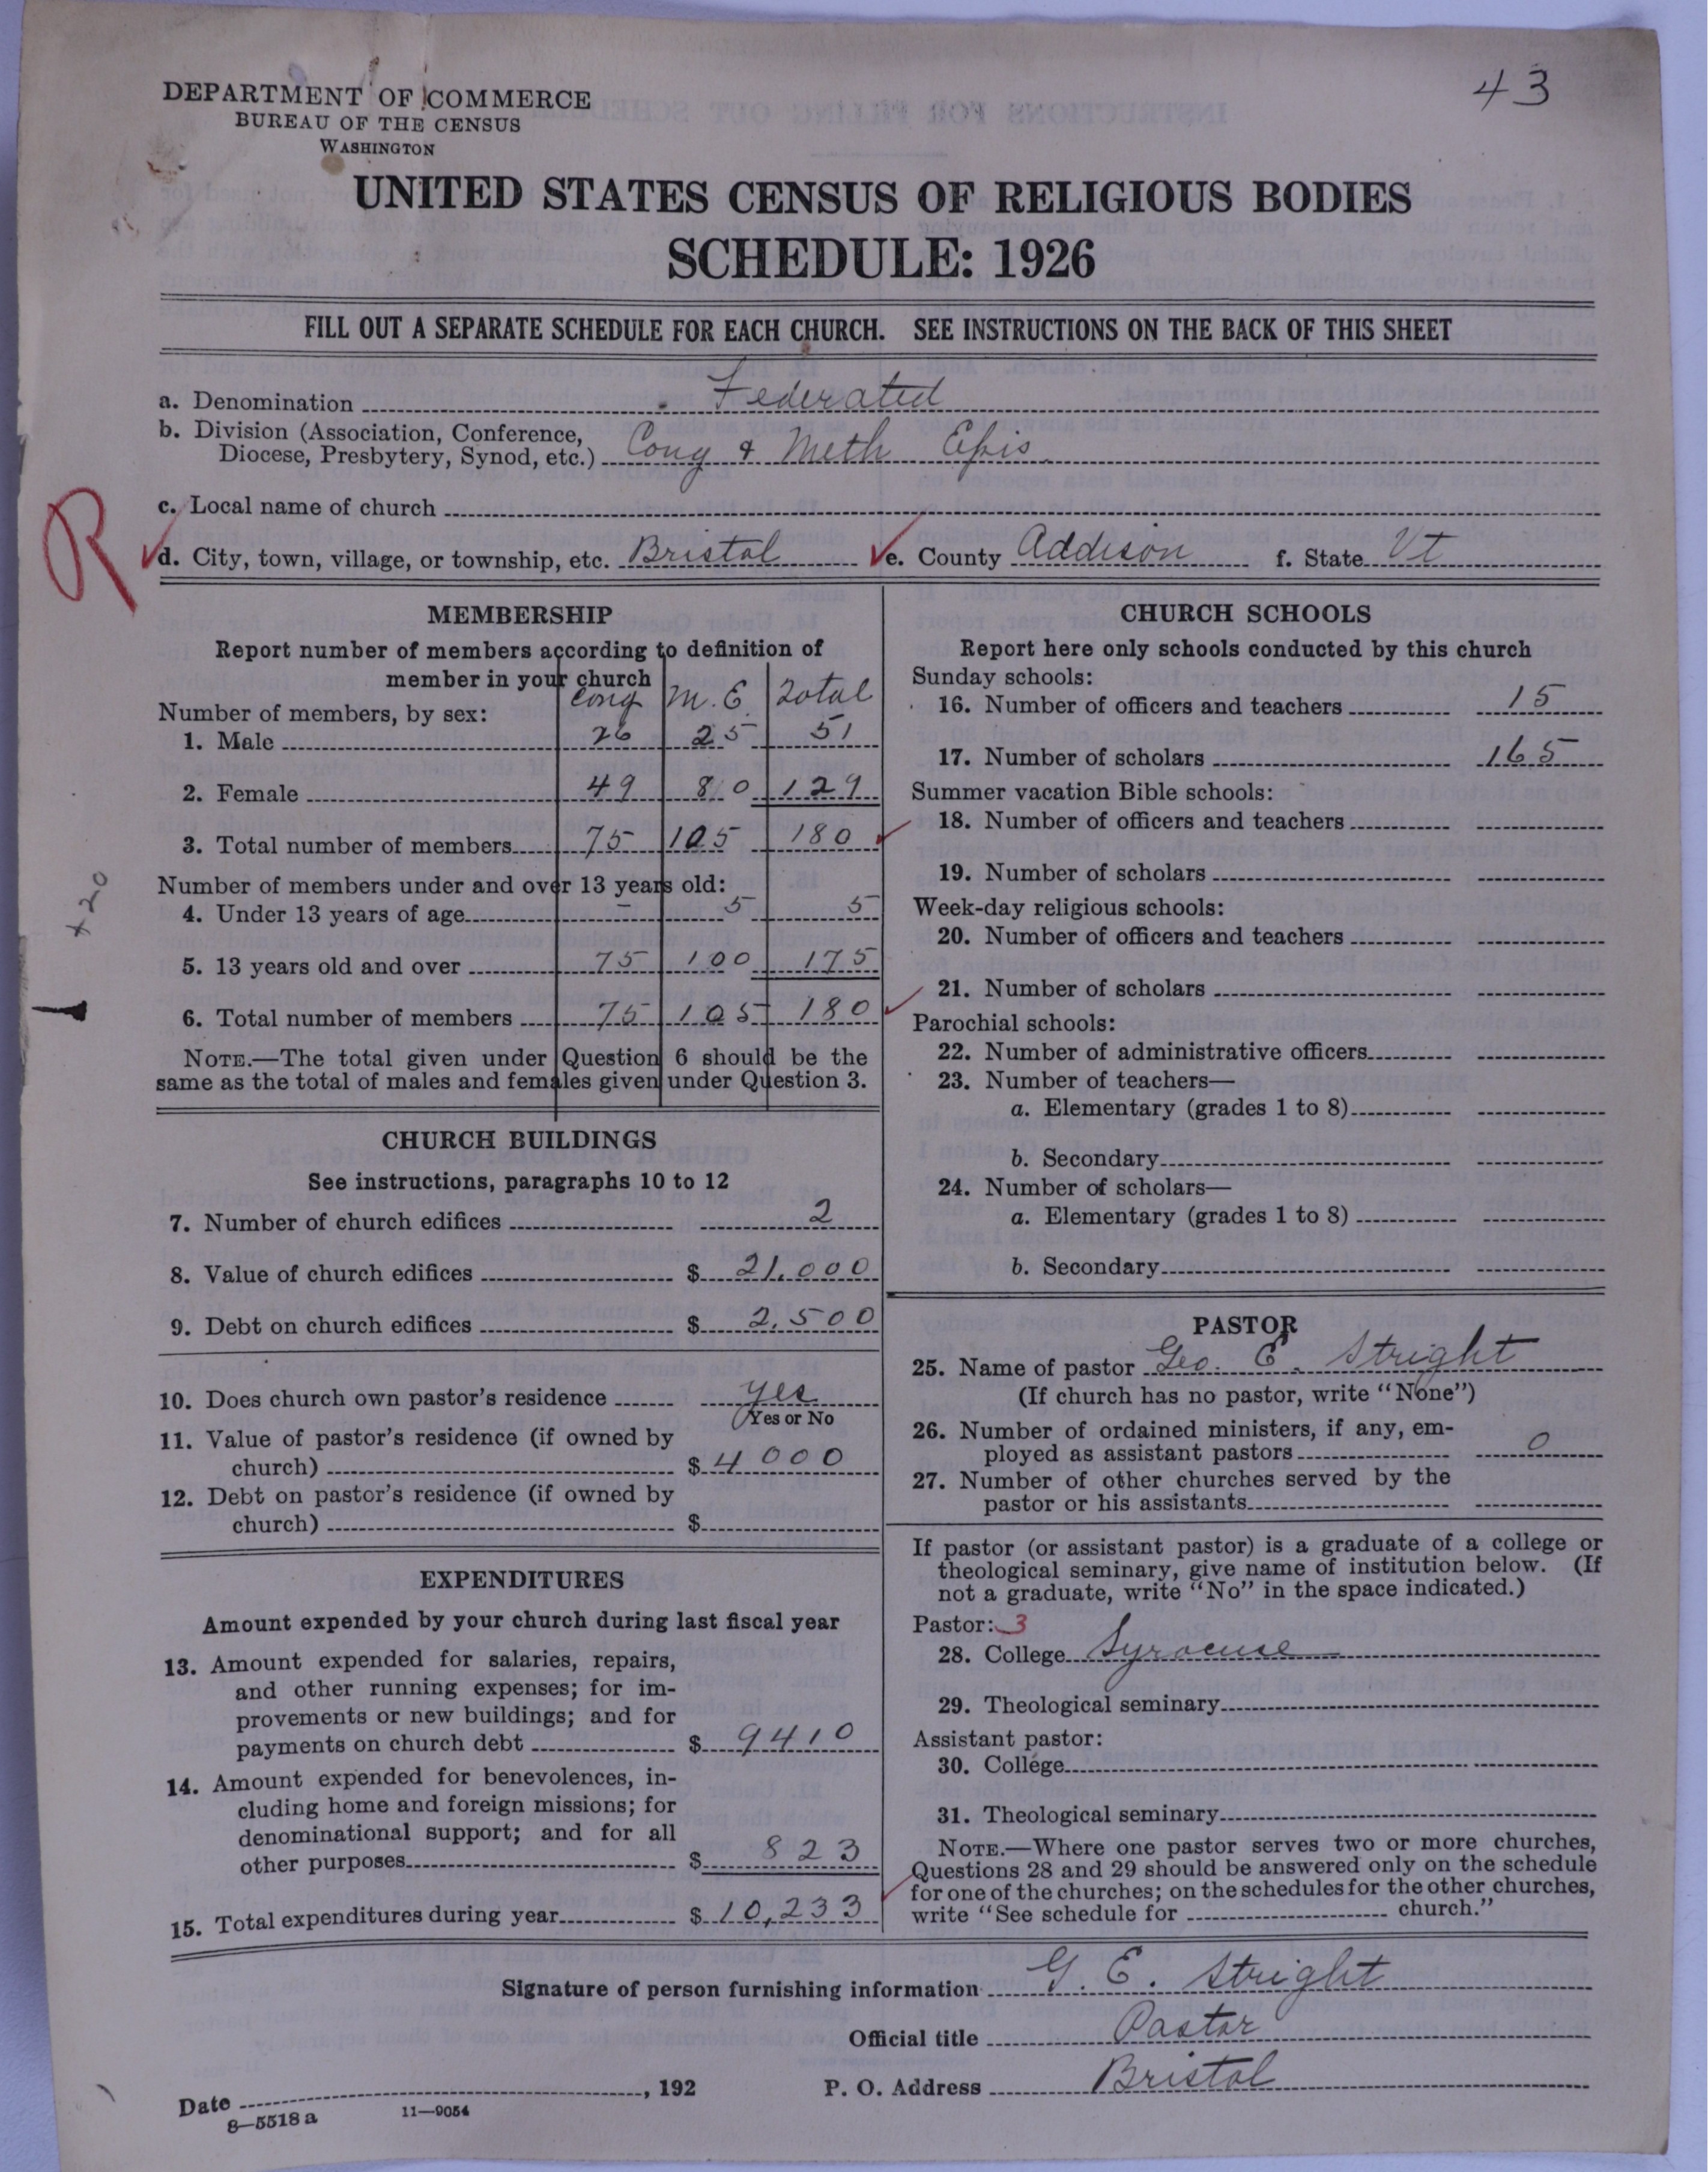 43
DEPARTMENT OF COMMERCE
BUREAU OF THE CENSUS
WASHINGTON
UNITED STATES CENSUS OF RELIGIOUS BODIES
SCHEDULE: 1926
FILL OUT A SEPARATE SCHEDULE FOR EACH CHURCH. SEE INSTRUCTIONS ON THE BACK OF THIS SHEET
a. Denomination Federated
b. Division (Association, Conference,
Diocese, Presbytery, Synod, etc.) Cong & Meth Epis
R
c. Local name of church
d. City, town, village, or township, etc. Bristol e. County Addison f. State Vt
MEMBERSHIP
Report number of members according to definition of
member in your church
Cong M.E. Total
Number of members, by sex:
1. Male 26 25 51
2. Female 49 80 129
3. Total number of members 75 105 180
Number of members under and over 13 years old:
4. Under 13 years of age – 5 5
5. 13 years old and over 75 100 175
6. Total number of members 75 105 180
NOTE.—The total given under Question 6 should be the
same as the total of males and females given under Question 3.
CHURCH BUILDINGS
See instructions, paragraphs 10 to 12
7. Number of church edifices 2
8. Value of church edifices $ 21,000
9. Debt on church edifices $ 2,500
10. Does church own pastor's residence yes
Yes or No
11. Value of pastor's residence (if owned by
church) $ 4000
12. Debt on pastor's residence (if owned by
church) $
EXPENDITURES
Amount expended by your church during last fiscal year
13. Amount expended for salaries, repairs,
and other running expenses; for im-
provements or new buildings; and for
payments on church debt $ 9410
14. Amount expended for benevolences, in-
cluding home and foreign missions; for
denominational support; and for all
other purposes $ 823
15. Total expenditures during year $ 10,233
CHURCH SCHOOLS
Report here only schools conducted by this church
Sunday schools:
16. Number of officers and teachers 15
17. Number of scholars 165
Summer vacation Bible schools:
18. Number of officers and teachers
19. Number of scholars
Week-day religious schools:
20. Number of officers and teachers
21. Number of scholars
Parochial schools:
22. Number of administrative officers
23. Number of teachers—
a. Elementary (grades 1 to 8)
b. Secondary
24. Number of scholars—
a. Elementary (grades 1 to 8)
b. Secondary
PASTOR
25. Name of pastor Geo. E. Stright
(If church has no pastor, write "None")
26. Number of ordained ministers, if any, em-
ployed as assistant pastors 0
27. Number of other churches served by the
pastor or his assistants
If pastor (or assistant pastor) is a graduate of a college or
theological seminary, give name of institution below. (If
not a graduate, write "No" in the space indicated.)
Pastor: 3
28. College Syracuse
29. Theological seminary
Assistant pastor:
30. College
31. Theological seminary
NOTE.—Where one pastor serves two or more churches,
Questions 28 and 29 should be answered only on the schedule
for one of the churches; on the schedules for the other churches,
write "See schedule for church."
Signature of person furnishing information G. E. Stright
Official title Pastor
Date , 192 P. O. Address Bristol
8—5518 a 11—9054